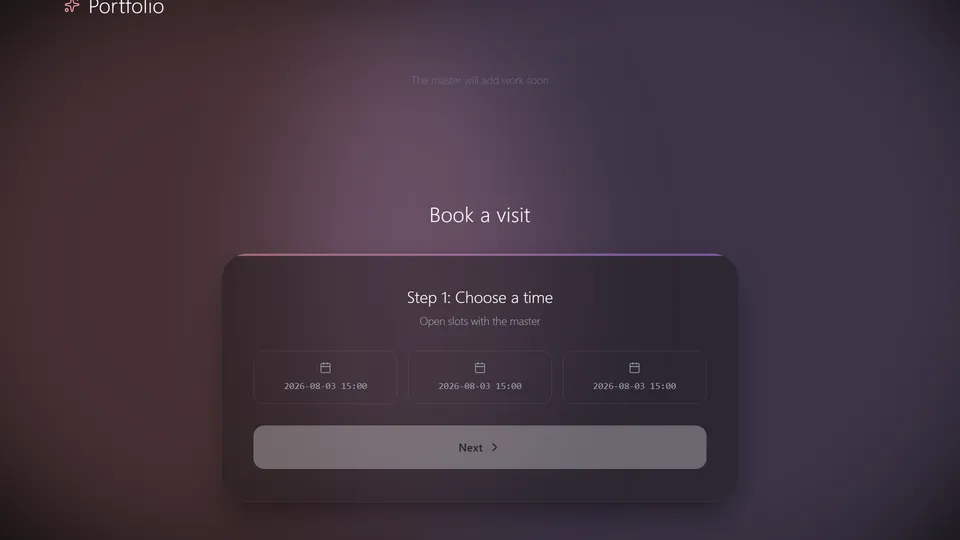 Portfolio
The master will add work soon
Book a visit
Step 1: Choose a time
Open slots with the master
2026-08-03 15:00 2026-08-03 15:00 2026-08-03 15:00
Next